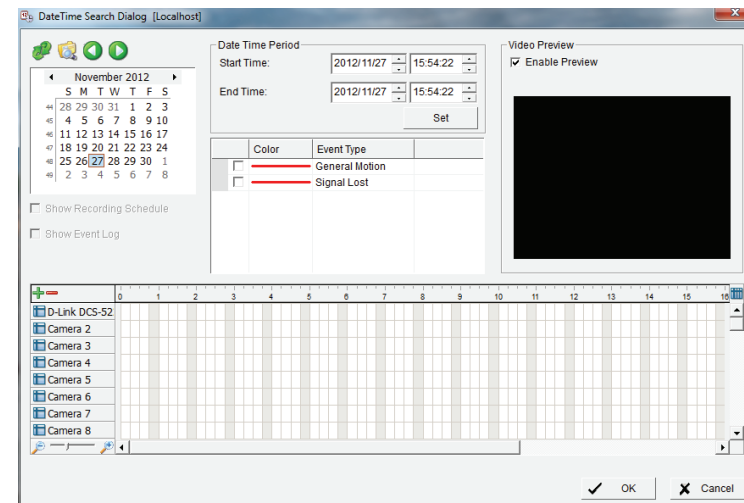 DateTime Search Dialog [Localhost]
November 2012
S M T W T F S
44 28 29 30 31 1 2 3
45 4 5 6 7 8 9 10
46 11 12 13 14 15 16 17
47 18 19 20 21 22 23 24
48 25 26 27 28 29 30 1
49 2 3 4 5 6 7 8
Show Recording Schedule
Show Event Log
Date Time Period
Start Time: 2012/11/27 15:54:22
End Time: 2012/11/27 15:54:22
Set
Color Event Type
General Motion
Signal Lost
Video Preview
Enable Preview
0 1 2 3 4 5 6 7 8 9 10 11 12 13 14 15 16
D-Link DCS-52
Camera 2
Camera 3
Camera 4
Camera 5
Camera 6
Camera 7
Camera 8
OK Cancel